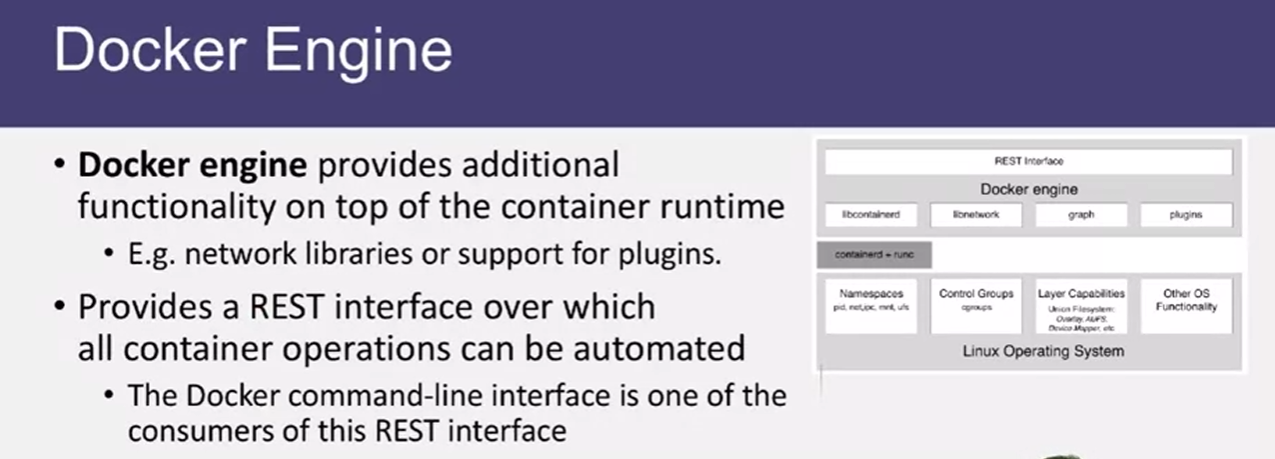 Docker Engine
• Docker engine provides additional
functionality on top of the container runtime
• E.g. network libraries or support for plugins.
• Provides a REST interface over which
all container operations can be automated
• The Docker command-line interface is one of the
consumers of this REST interface
REST Interface
Docker engine
libcontainerd libnetwork graph plugins
containerd + runc
Namespaces Control Groups Layer Capabilities Other OS
pid, net, ipc, mnt, ufs cgroups Union Filesystem: Functionality
Overlay, AUFS,
Device Mapper, etc
Linux Operating System